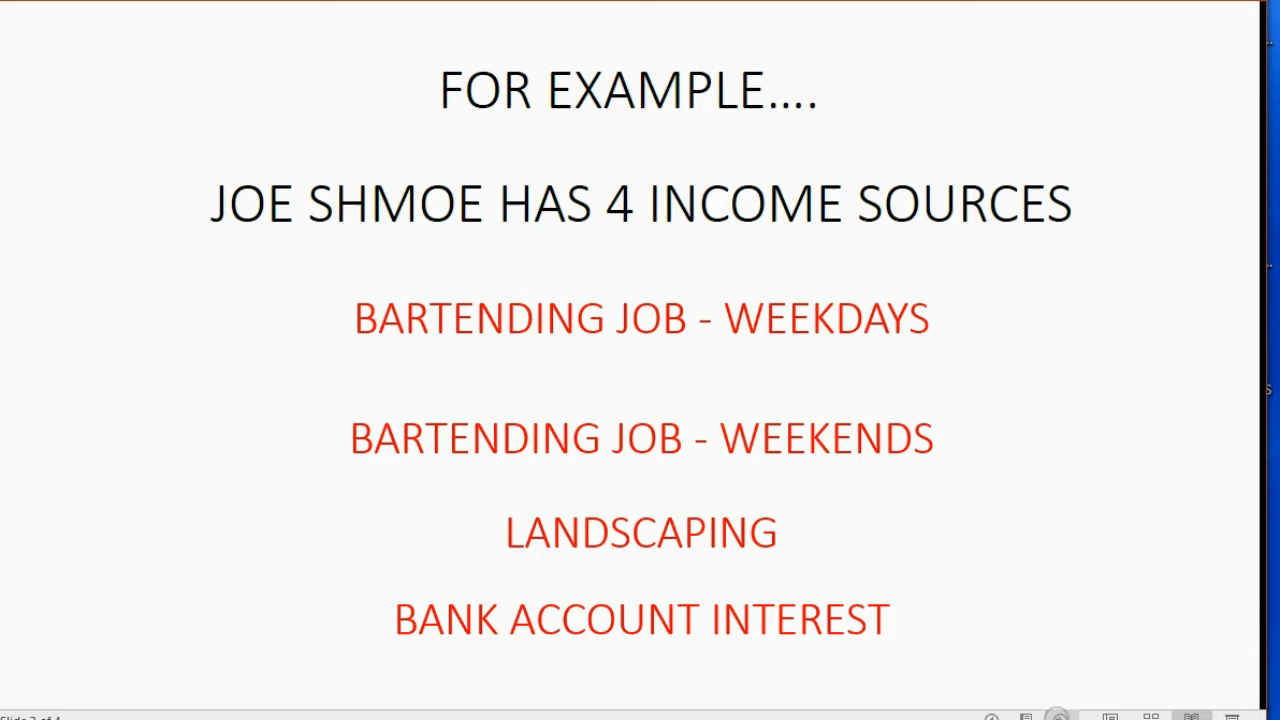 FOR EXAMPLE....
JOE SHMOE HAS 4 INCOME SOURCES
BARTENDING JOB - WEEKDAYS
BARTENDING JOB - WEEKENDS
LANDSCAPING
BANK ACCOUNT INTEREST